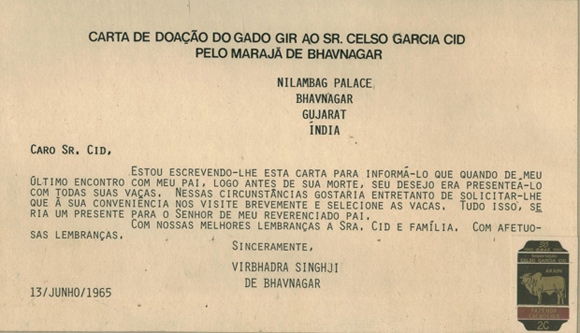 CARTA DE DOAÇÃO DO GADO GIR AO SR. CELSO GARCIA CID
PELO MARAJÁ DE BHAVNAGAR
NILAMBAG PALACE
BHAVNAGAR
GUJARAT
ÍNDIA
CARO SR. CID,
ESTOU ESCREVENDO-LHE ESTA CARTA PARA INFORMÁ-LO QUE QUANDO DE MEU
ÚLTIMO ENCONTRO COM MEU PAI, LOGO ANTES DE SUA MORTE, SEU DESEJO ERA PRESENTEÁ-LO
COM TODAS SUAS VACAS. NESSAS CIRCUNSTÂNCIAS GOSTARIA ENTRETANTO DE SOLICITAR-LHE
QUE À SUA CONVENIÊNCIA NOS VISITE BREVEMENTE E SELECIONE AS VACAS. TUDO ISSO, SE
RIA UM PRESENTE PARA O SENHOR DE MEU REVERENCIADO PAI.
COM NOSSAS MELHORES LEMBRANÇAS A SRA. CID E FAMÍLIA. COM AFETUO-
SAS LEMBRANÇAS.
SINCERAMENTE,
VIRBHADRA SINGHJI
DE BHAVNAGAR
13/JUNHO/1965
CELSO GARCIA CID
FAZENDA
2C